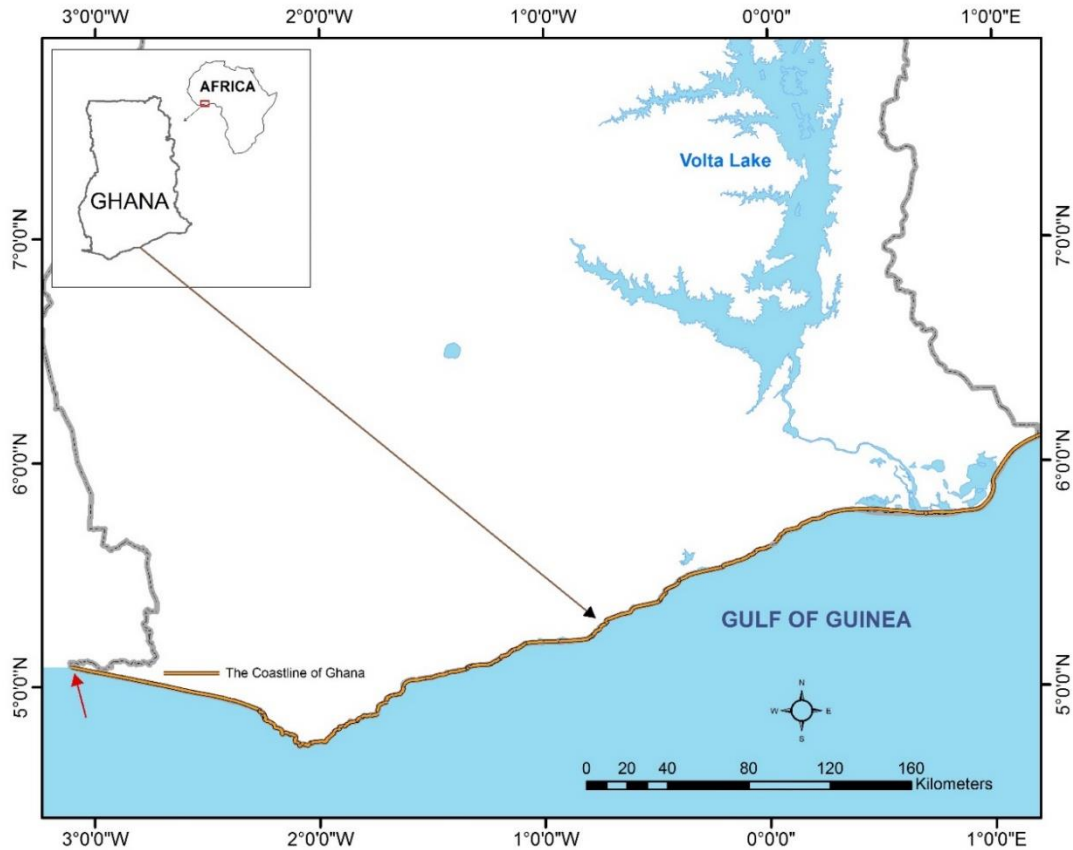 3°0'0"W 2°0'0"W 1°0'0"W 0°0'0" 1°0'0"E
AFRICA
GHANA
Volta Lake
7°0'0"N 7°0'0"N
6°0'0"N 6°0'0"N
GULF OF GUINEA
The Coastline of Ghana
5°0'0"N 5°0'0"N
N
W E
S
0 20 40 80 120 160
Kilometers
3°0'0"W 2°0'0"W 1°0'0"W 0°0'0" 1°0'0"E